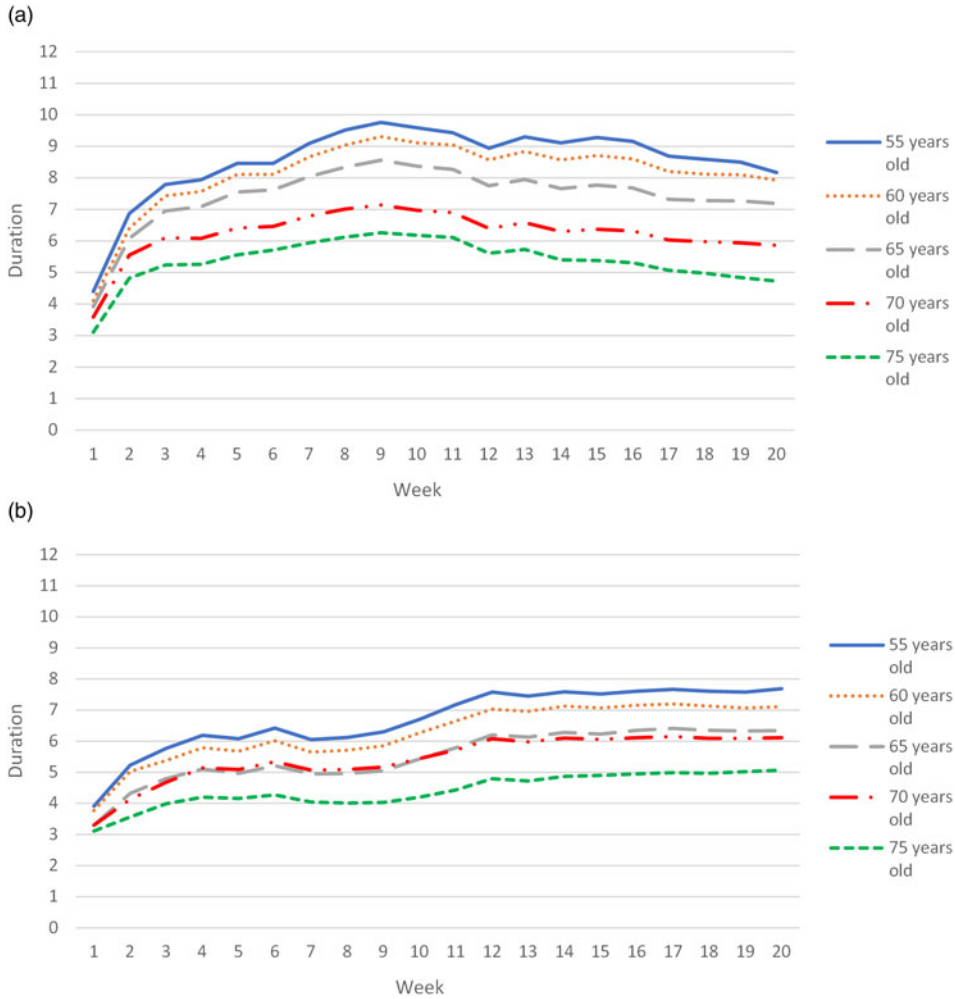 (a)
12
11
10
9
8
7
6
5
4
3
2
1
0
Duration
1 2 3 4 5 6 7 8 9 10 11 12 13 14 15 16 17 18 19 20
Week
55 years
old
60 years
old
65 years
old
70 years
old
75 years
old
(b)
12
11
10
9
8
7
6
5
4
3
2
1
0
Duration
1 2 3 4 5 6 7 8 9 10 11 12 13 14 15 16 17 18 19 20
Week
55 years
old
60 years
old
65 years
old
70 years
old
75 years
old